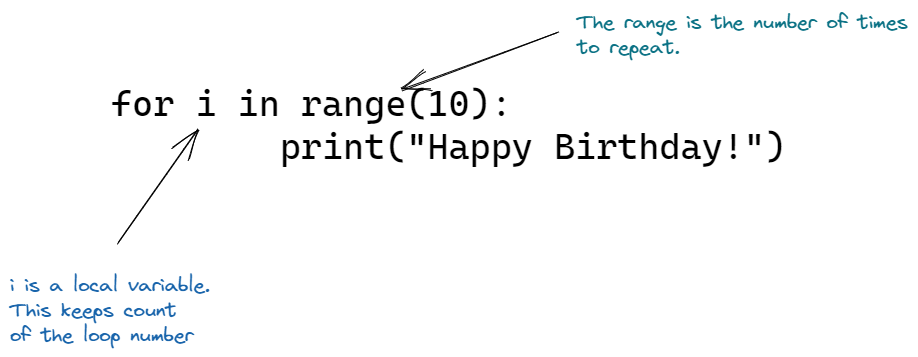 The range is the number of times
to repeat.
for i in range(10):
print("Happy Birthday!")
i is a local variable.
This keeps count
of the loop number